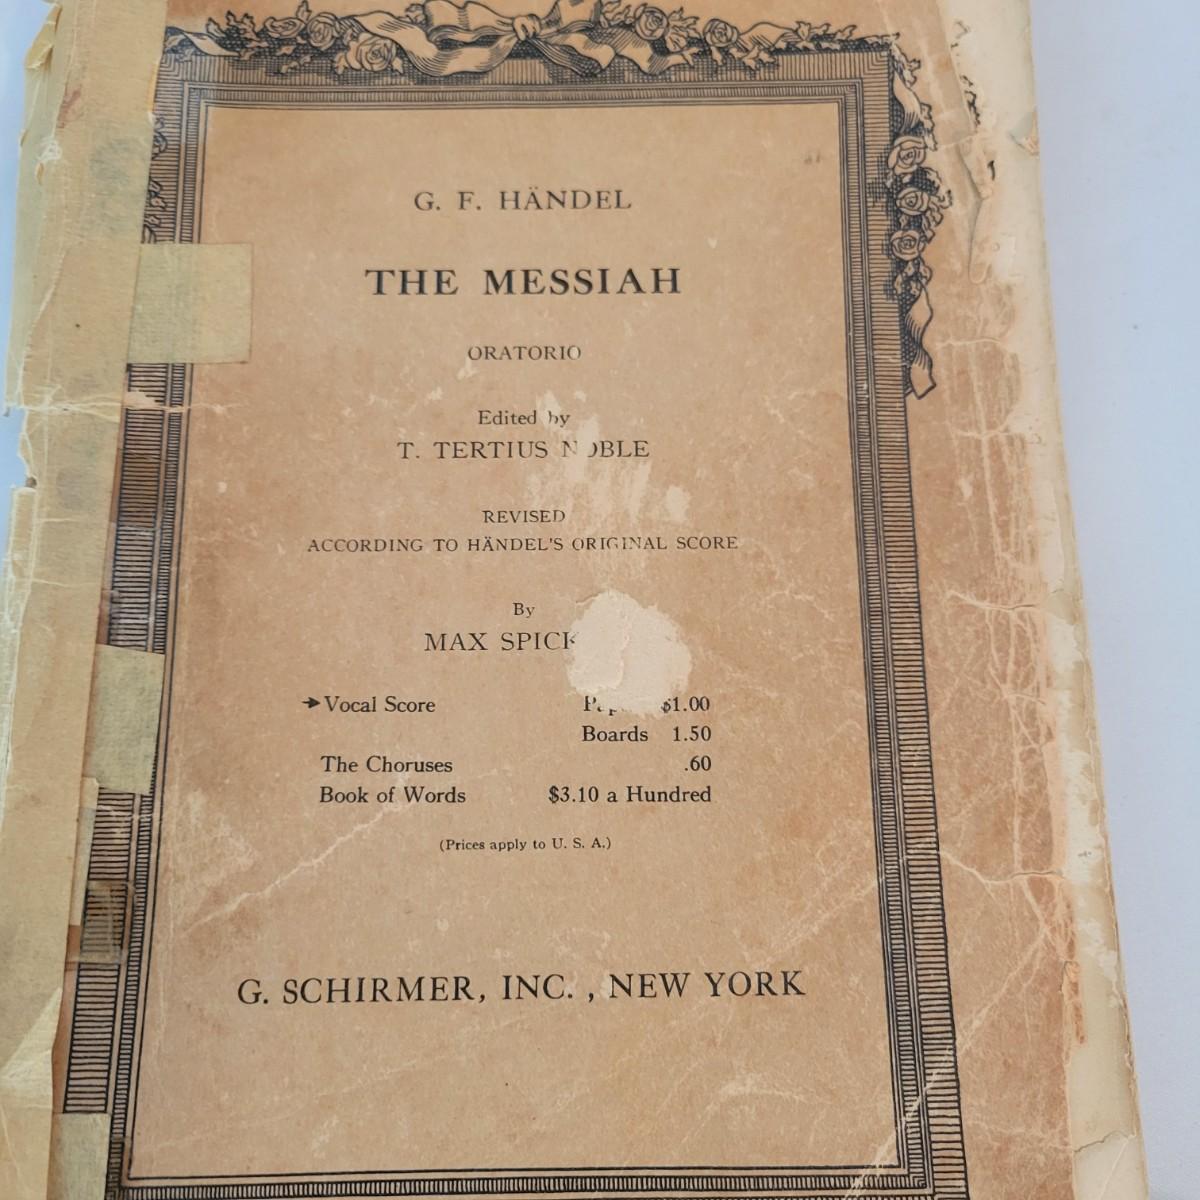 G. F. HÄNDEL
THE MESSIAH
ORATORIO
Edited by
T. TERTIUS NOBLE
REVISED
ACCORDING TO HÄNDEL'S ORIGINAL SCORE
By
MAX
➔ Vocal Score $1.00
Boards 1.50
The Choruses .60
Book of Words $3.10 a Hundred
(Prices apply to U. S. A.)
G. SCHIRMER, INC. , NEW YORK